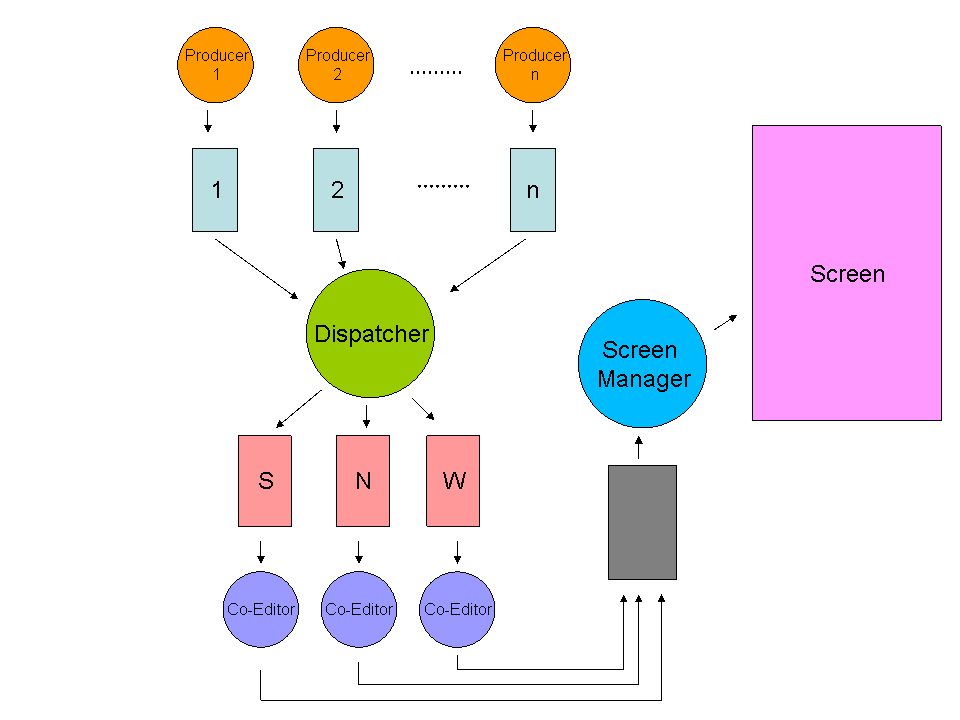 Producer
1
Producer
2
.........
Producer
n
1
2
.........
n
Dispatcher
Screen
Manager
Screen
S
N
W
Co-Editor
Co-Editor
Co-Editor